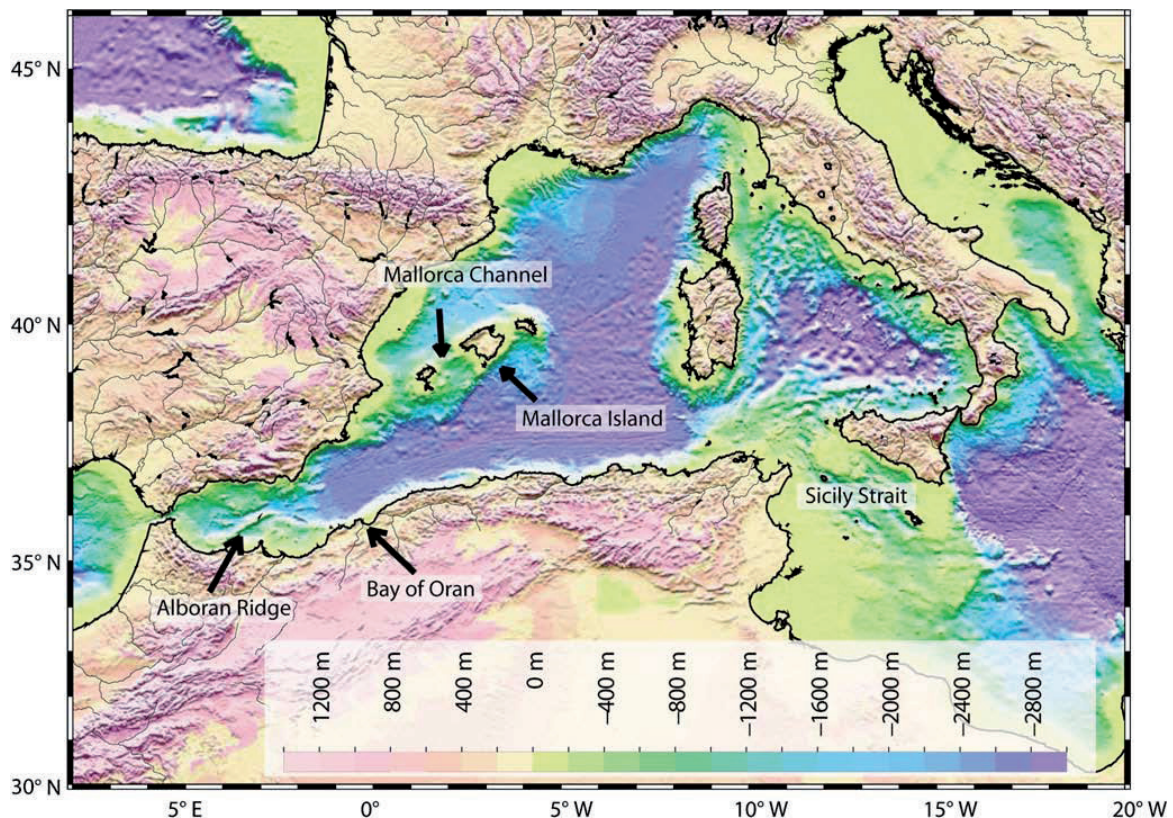 45° N
Mallorca Channel
40° N
Mallorca Island
Sicily Strait
35° N
Bay of Oran
Alboran Ridge
1200 m
800 m
400 m
0 m
−400 m
−800 m
−1200 m
−1600 m
−2000 m
−2400 m
−2800 m
30° N
5° E
0°
5° W
10° W
15° W
20° W